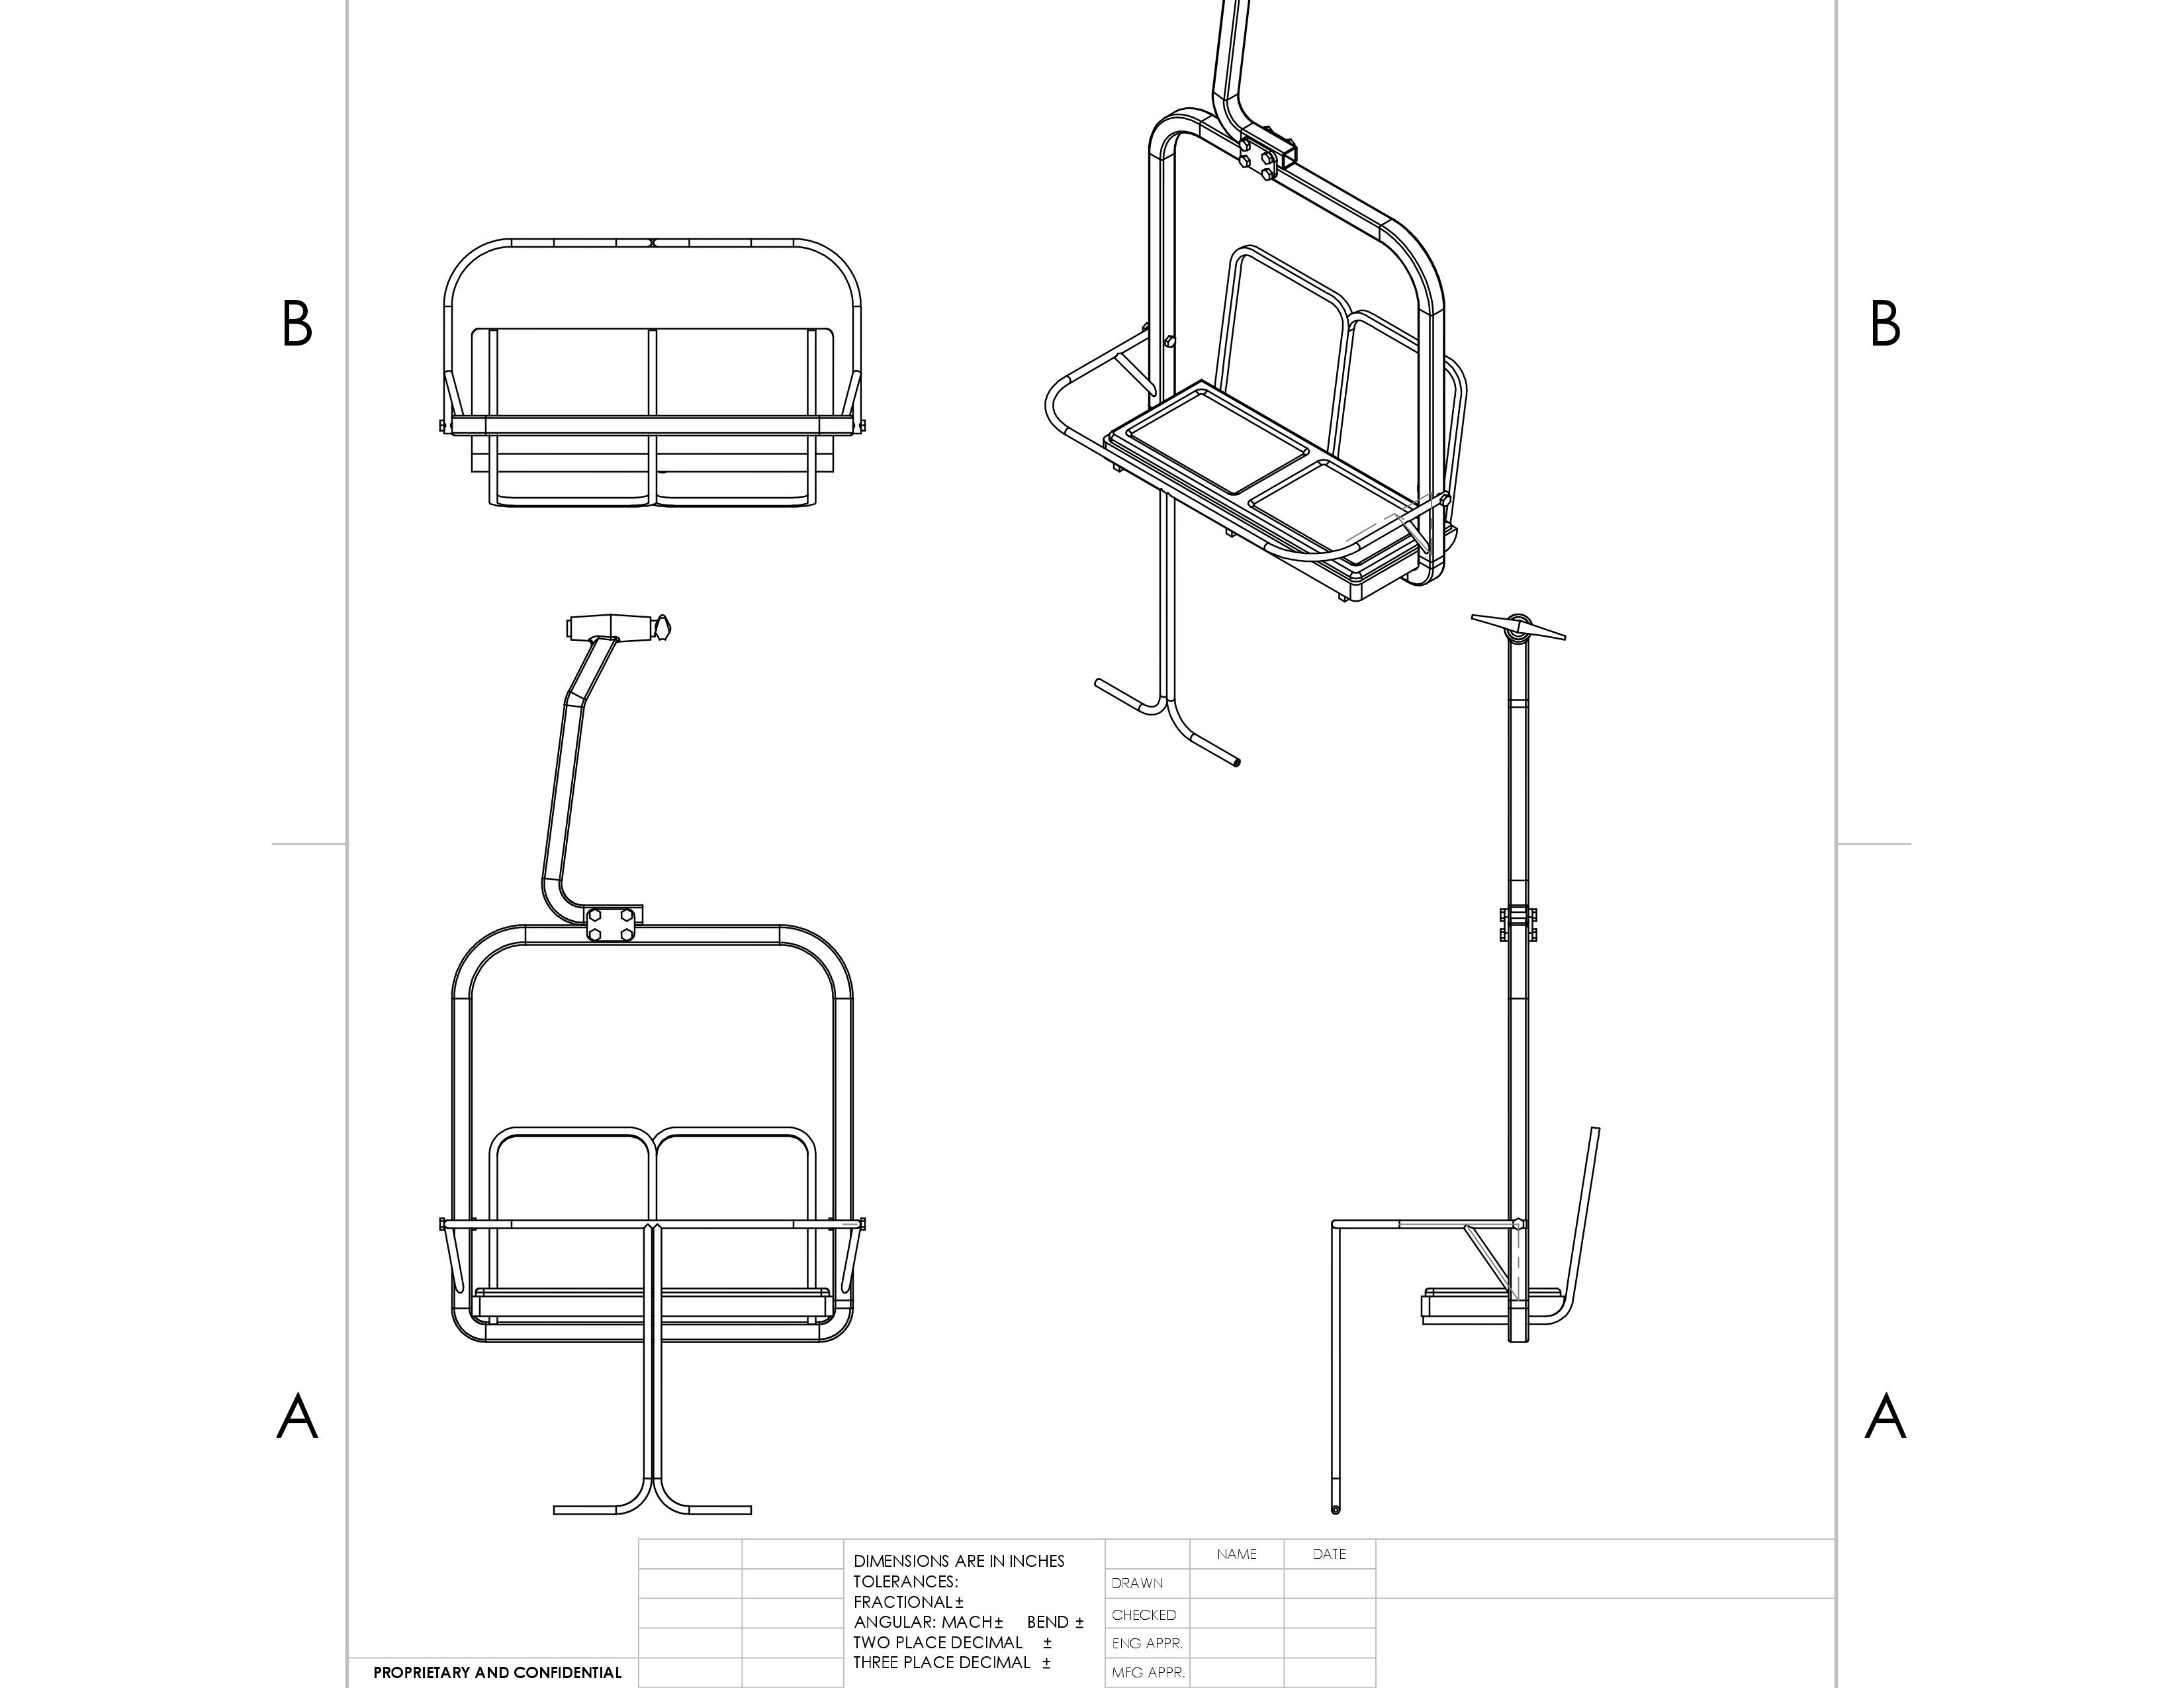 B
B
A
A
DIMENSIONS ARE IN INCHES
TOLERANCES:
FRACTIONAL ±
ANGULAR: MACH ± BEND ±
TWO PLACE DECIMAL ±
THREE PLACE DECIMAL ±
NAME DATE
DRAWN
CHECKED
ENG APPR.
MFG APPR.
PROPRIETARY AND CONFIDENTIAL